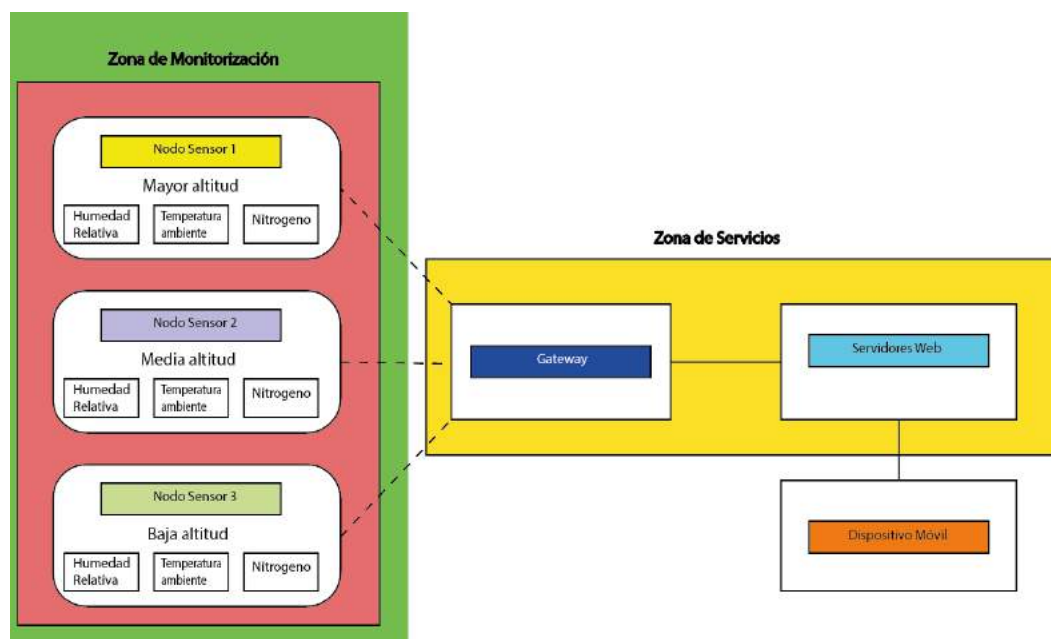 Zona de Monitorización
Nodo Sensor 1
Mayor altitud
Humedad
Relativa
Temperatura
ambiente
Nitrogeno
Nodo Sensor 2
Media altitud
Humedad
Relativa
Temperatura
ambiente
Nitrogeno
Nodo Sensor 3
Baja altitud
Humedad
Relativa
Temperatura
ambiente
Nitrogeno
Zona de Servicios
Gateway
Servidores Web
Dispositivo Móvil